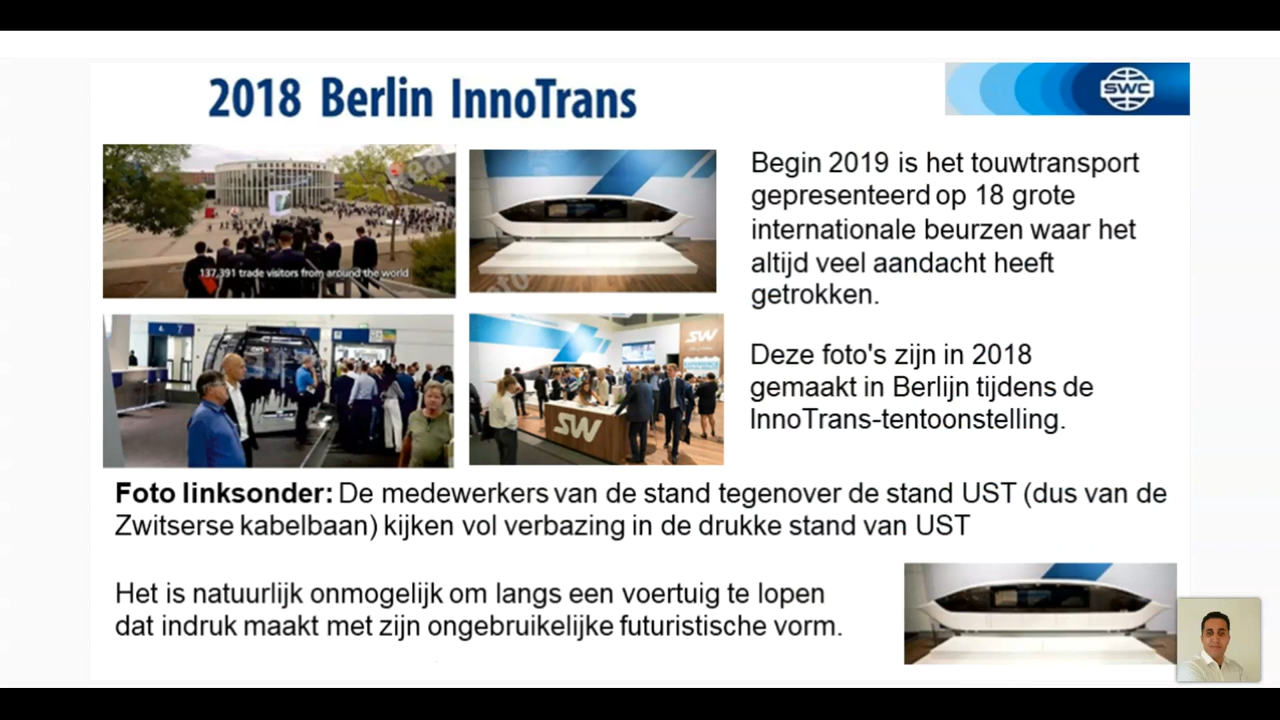 2018 Berlin InnoTrans
SWC
MESSE BERLIN
137,391 trade visitors from around the world
Begin 2019 is het touwtransport
gepresenteerd op 18 grote
internationale beurzen waar het
altijd veel aandacht heeft
getrokken.
Deze foto's zijn in 2018
gemaakt in Berlijn tijdens de
InnoTrans-tentoonstelling.
SW
SW
Foto linksonder: De medewerkers van de stand tegenover de stand UST (dus van de
Zwitserse kabelbaan) kijken vol verbazing in de drukke stand van UST
Het is natuurlijk onmogelijk om langs een voertuig te lopen
dat indruk maakt met zijn ongebruikelijke futuristische vorm.